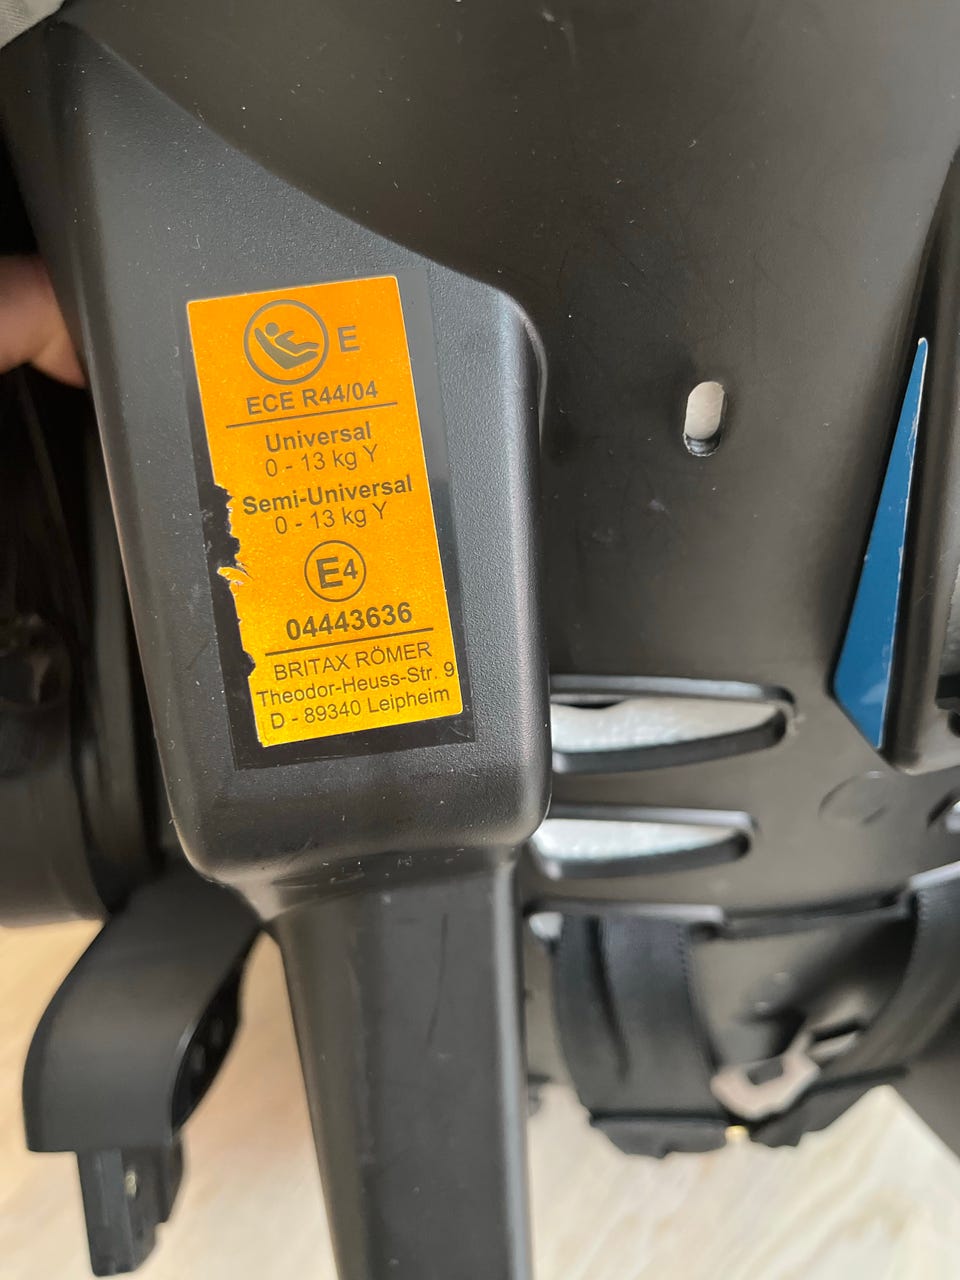 E
ECE R44/04
Universal
0 - 13 kg Y
Semi-Universal
0 - 13 kg Y
E4
04443636
BRITAX RÖMER
Theodor-Heuss-Str. 9
D - 89340 Leipheim